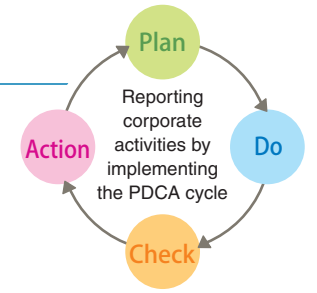 Plan
Reporting
corporate
activities by
implementing
the PDCA cycle
Action
Do
Check